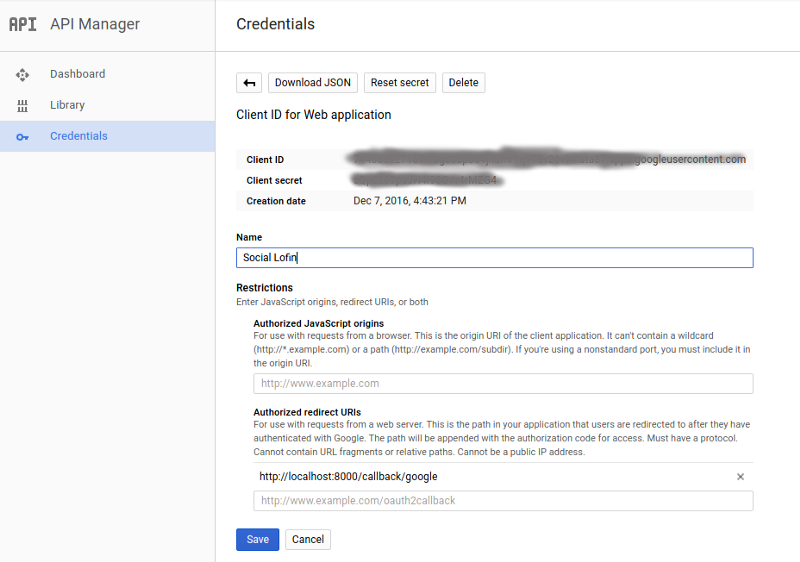 API API Manager
Credentials
Dashboard
Library
Credentials
Download JSON Reset secret Delete
Client ID for Web application
Client ID googleusercontent.com
Client secret
Creation date Dec 7, 2016, 4:43:21 PM
Name
Social Lofin
Restrictions
Enter JavaScript origins, redirect URIs, or both
Authorized JavaScript origins
For use with requests from a browser. This is the origin URI of the client application. It can't contain a wildcard
(http://*.example.com) or a path (http://example.com/subdir). If you're using a nonstandard port, you must include it in
the origin URI.
http://www.example.com
Authorized redirect URIs
For use with requests from a web server. This is the path in your application that users are redirected to after they have
authenticated with Google. The path will be appended with the authorization code for access. Must have a protocol.
Cannot contain URL fragments or relative paths. Cannot be a public IP address.
http://localhost:8000/callback/google
http://www.example.com/oauth2callback
Save Cancel